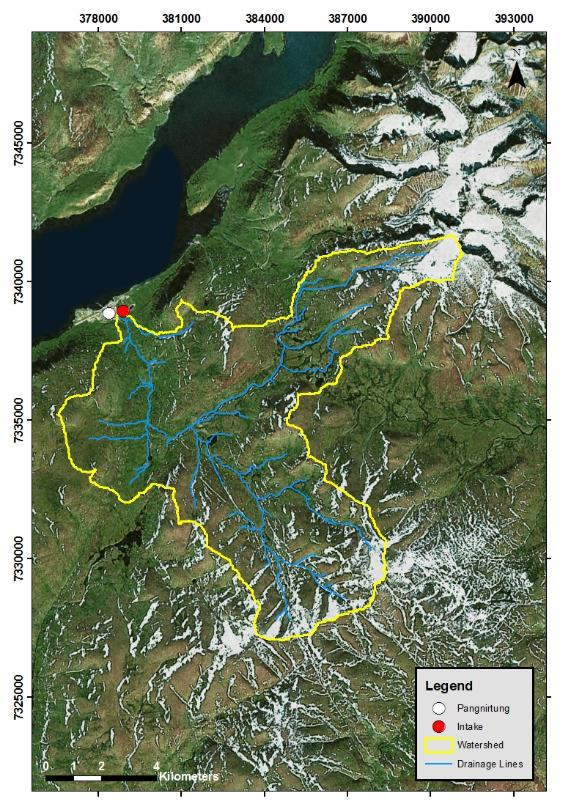 378000 381000 384000 387000 390000 393000
N
7345000
7340000
7335000
7330000
7325000
Legend
Pangnirtung
Intake
Watershed
Drainage Lines
0 1 2 4
Kilometers